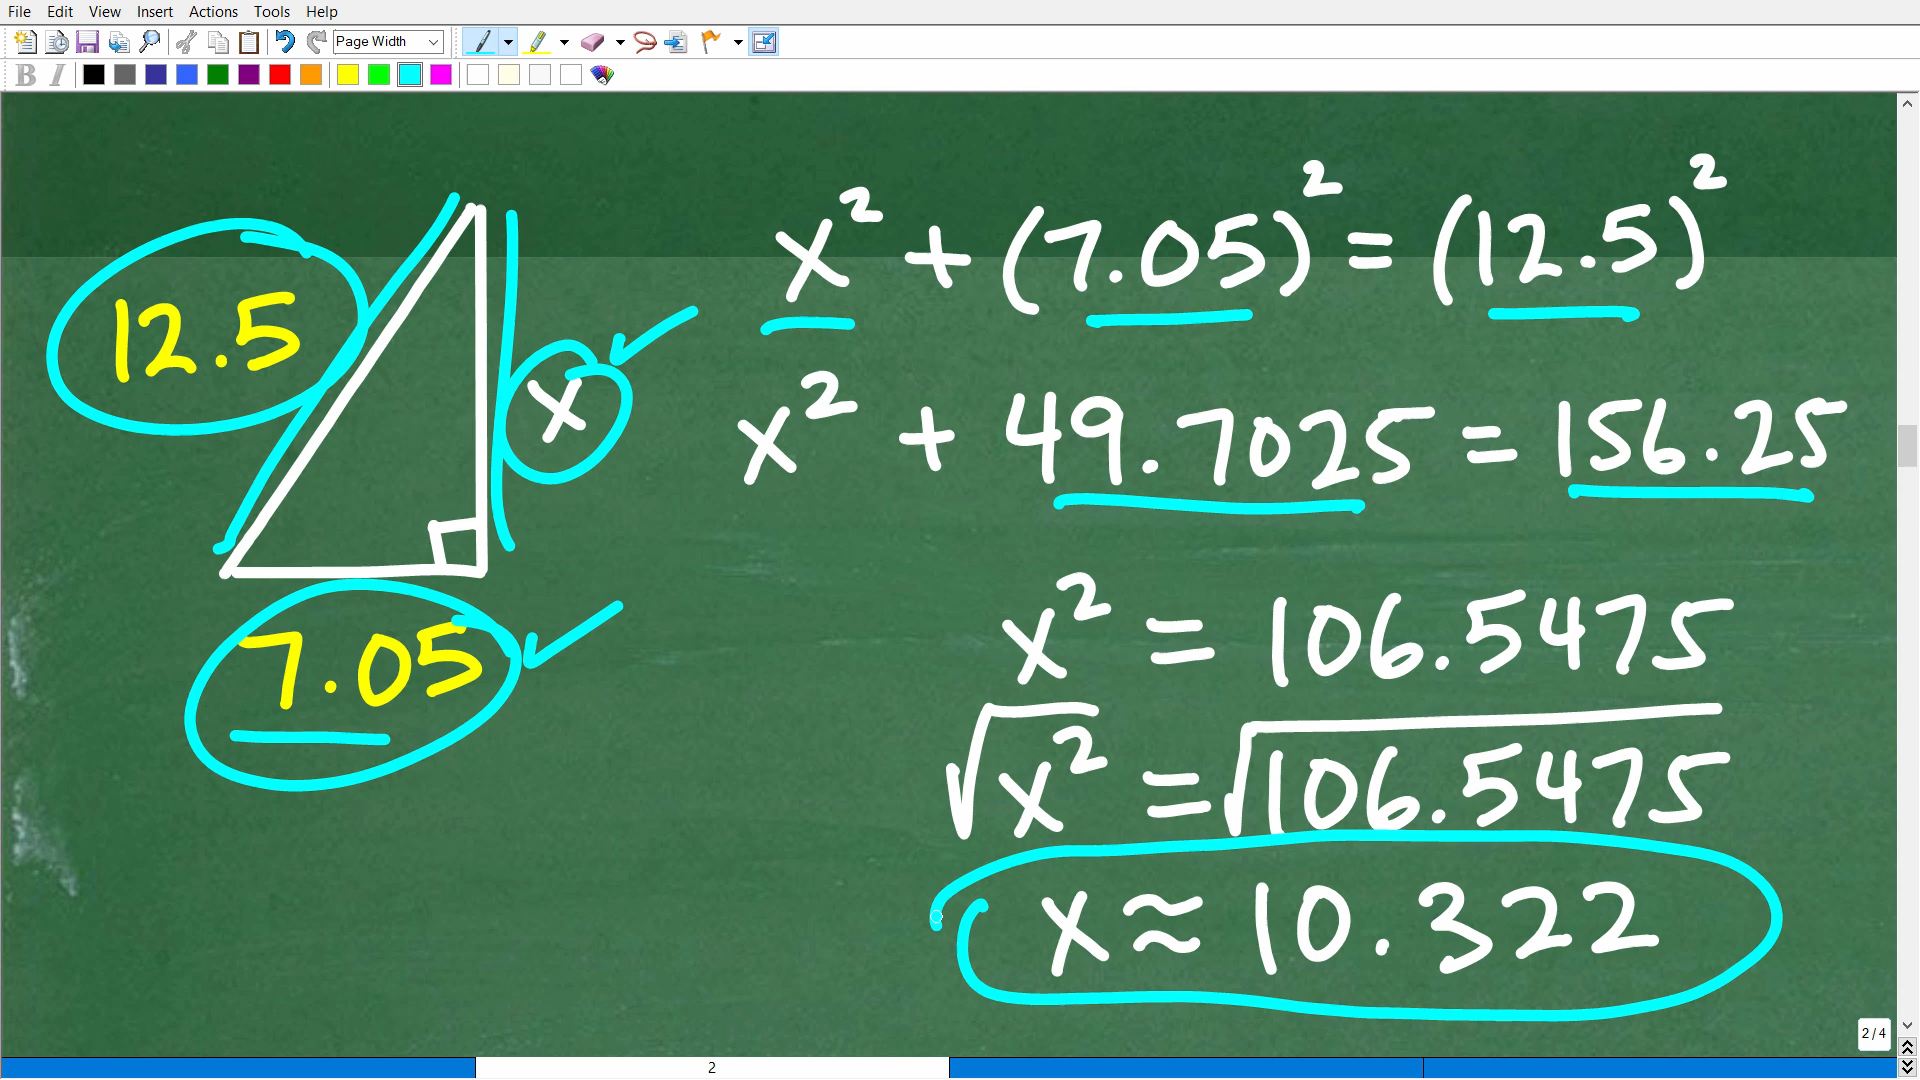 File Edit View Insert Actions Tools Help
Page Width
B I
12.5
x
7.05
x² + (7.05)² = (12.5)²
x² + 49.7025 = 156.25
x² = 106.5475
√x² = √106.5475
x ≈ 10.322
2 / 4
2